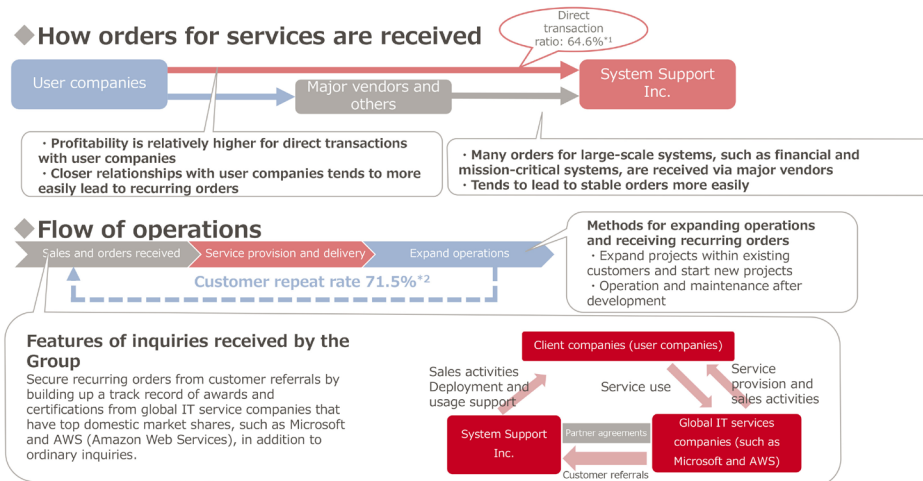 ◆How orders for services are received
Direct
transaction
ratio: 64.6%*1
User companies
Major vendors and
others
System Support
Inc.
・Profitability is relatively higher for direct transactions
with user companies
・Closer relationships with user companies tends to more
easily lead to recurring orders
・Many orders for large-scale systems, such as financial and
mission-critical systems, are received via major vendors
・Tends to lead to stable orders more easily
◆Flow of operations
Sales and orders received
Service provision and delivery
Expand operations
Customer repeat rate 71.5%*2
Methods for expanding operations
and receiving recurring orders
・Expand projects within existing
customers and start new projects
・Operation and maintenance after
development
Features of inquiries received by the
Group
Secure recurring orders from customer referrals by
building up a track record of awards and
certifications from global IT service companies that
have top domestic market shares, such as Microsoft
and AWS (Amazon Web Services), in addition to
ordinary inquiries.
Client companies (user companies)
Sales activities
Deployment and
usage support
Service use
Service
provision and
sales activities
System Support
Inc.
Partner agreements
Customer referrals
Global IT services
companies (such as
Microsoft and AWS)